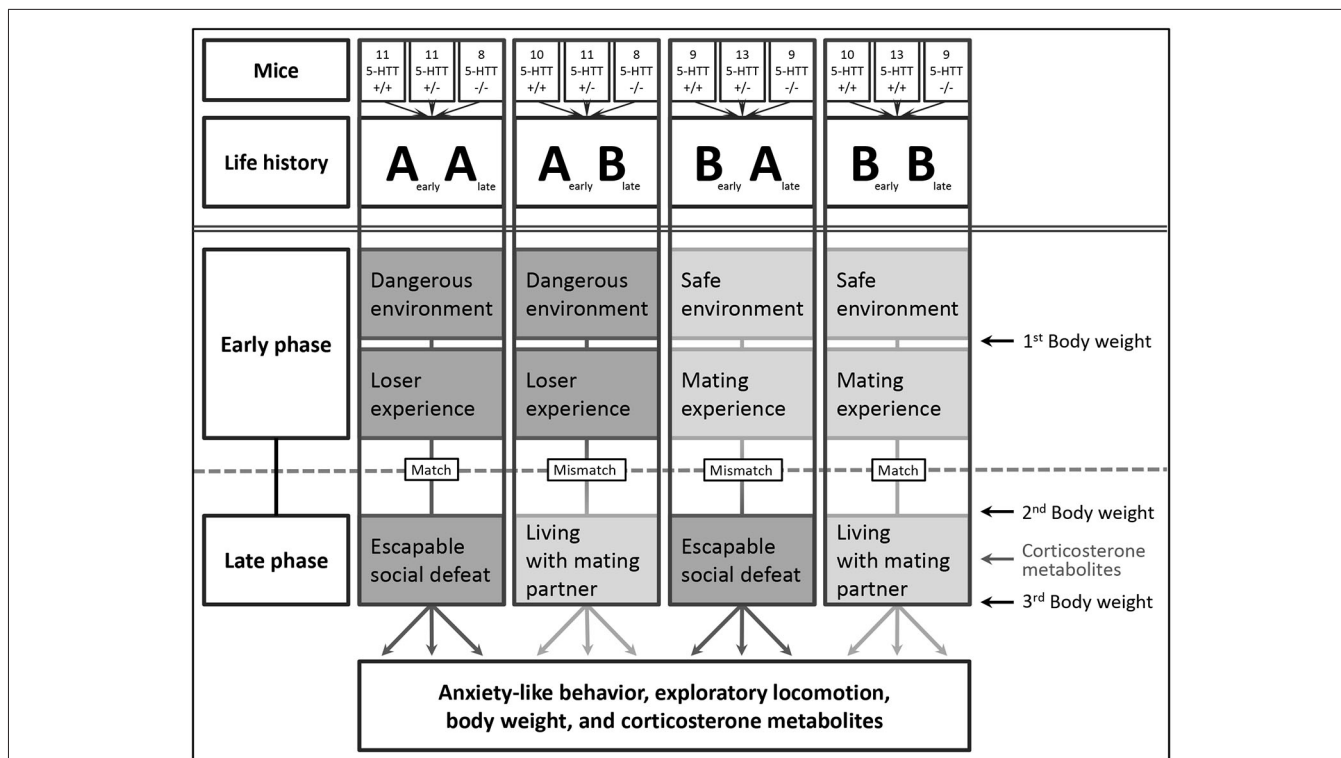 Mice
11
5-HTT
+/+
11
5-HTT
+/-
8
5-HTT
-/-
10
5-HTT
+/+
11
5-HTT
+/-
8
5-HTT
-/-
9
5-HTT
+/+
13
5-HTT
+/-
9
5-HTT
-/-
10
5-HTT
+/+
13
5-HTT
+/+
9
5-HTT
-/-
Life history
A early A late
A early B late
B early A late
B early B late
Early phase
Dangerous
environment
Dangerous
environment
Safe
environment
Safe
environment
1st Body weight
Loser
experience
Loser
experience
Mating
experience
Mating
experience
Match
Mismatch
Mismatch
Match
Late phase
Escapable
social defeat
Living
with mating
partner
Escapable
social defeat
Living
with mating
partner
2nd Body weight
Corticosterone
metabolites
3rd Body weight
Anxiety-like behavior, exploratory locomotion,
body weight, and corticosterone metabolites